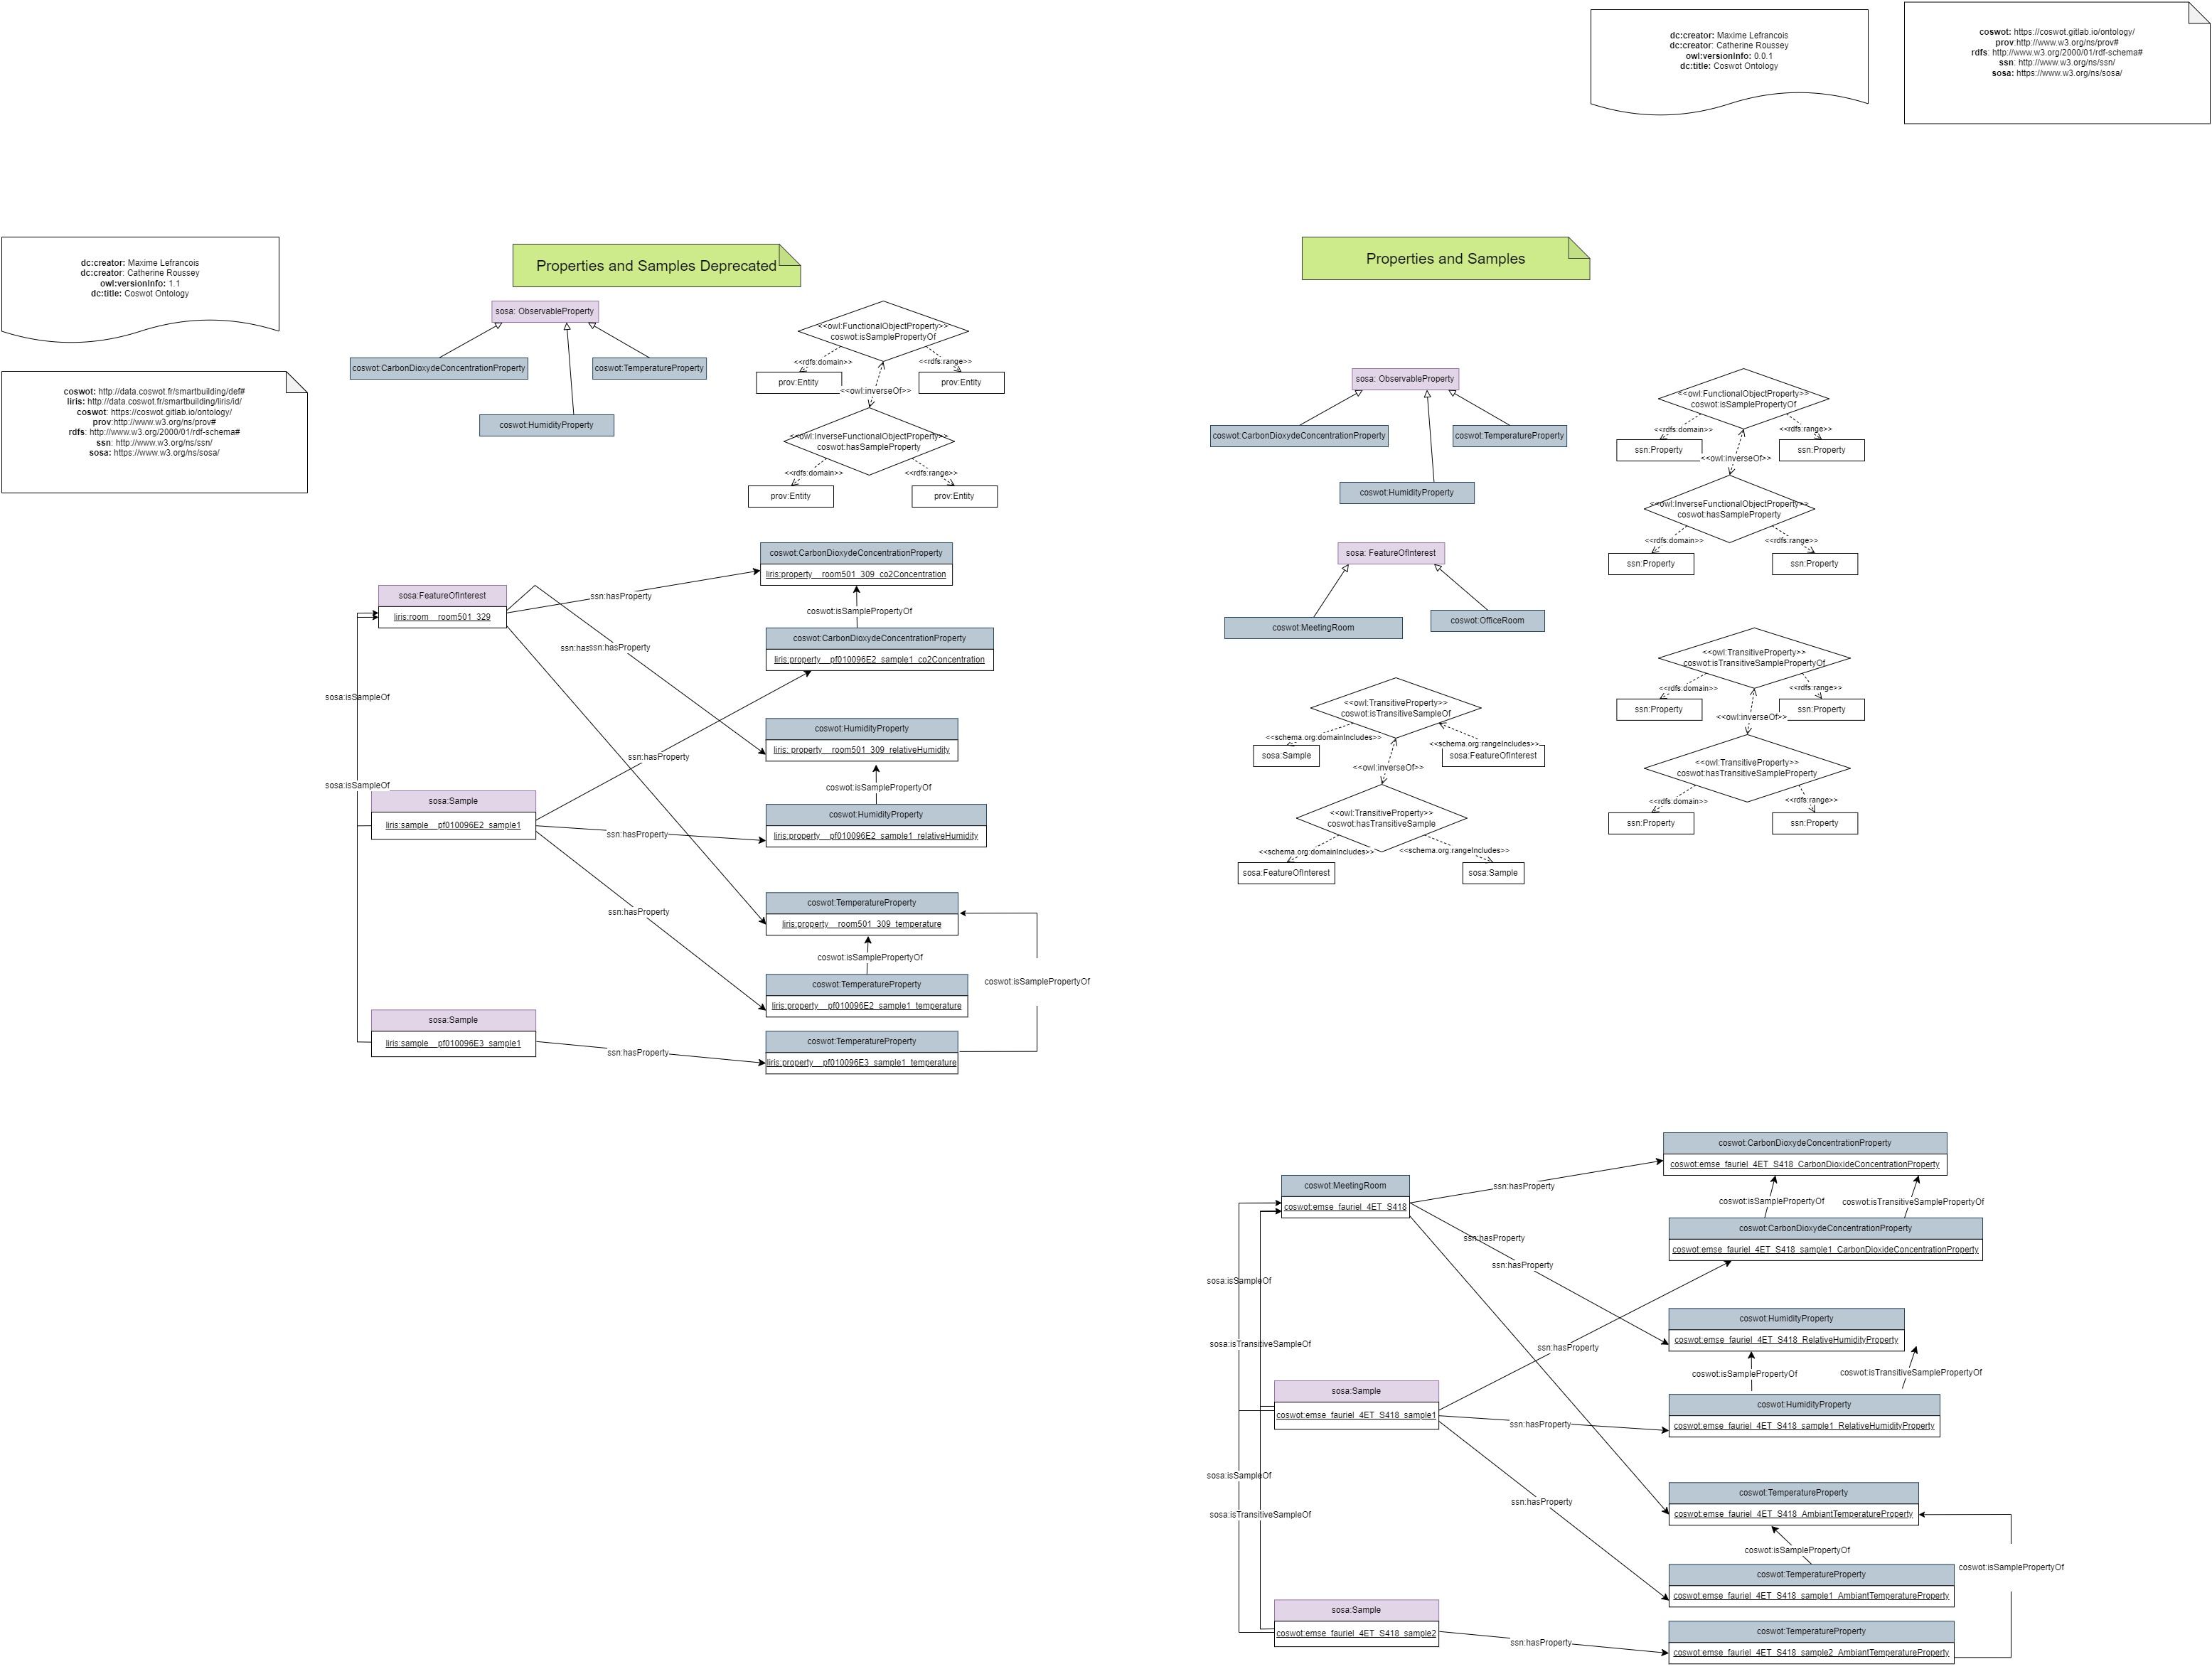 dc:creator: Maxime Lefrancois
dc:creator: Catherine Roussey
owl:versionInfo: 0.0.1
dc:title: Coswot Ontology
coswot: https://coswot.gitlab.io/ontology/
prov:http://www.w3.org/ns/prov#
rdfs: http://www.w3.org/2000/01/rdf-schema#
ssn: http://www.w3.org/ns/ssn/
sosa: https://www.w3.org/ns/sosa/
dc:creator: Maxime Lefrancois
dc:creator: Catherine Roussey
owl:versionInfo: 1.1
dc:title: Coswot Ontology
coswot: http://data.coswot.fr/smartbuilding/def#
liris: http://data.coswot.fr/smartbuilding/liris/id/
coswot: https://coswot.gitlab.io/ontology/
prov:http://www.w3.org/ns/prov#
rdfs: http://www.w3.org/2000/01/rdf-schema#
ssn: http://www.w3.org/ns/ssn/
sosa: https://www.w3.org/ns/sosa/
Properties and Samples Deprecated
sosa: ObservableProperty
coswot:CarbonDioxydeConcentrationProperty
coswot:TemperatureProperty
coswot:HumidityProperty
<<owl:FunctionalObjectProperty>>
coswot:isSamplePropertyOf
<<rdfs:domain>>
<<rdfs:range>>
prov:Entity
prov:Entity
<<owl:inverseOf>>
<<owl:InverseFunctionalObjectProperty>>
coswot:hasSampleProperty
<<rdfs:domain>>
<<rdfs:range>>
prov:Entity
prov:Entity
coswot:CarbonDioxydeConcentrationProperty
liris:property__room501_309_co2Concentration
sosa:FeatureOfInterest
liris:room__room501_329
ssn:hasProperty
coswot:isSamplePropertyOf
coswot:CarbonDioxydeConcentrationProperty
liris:property__pf010096E2_sample1_co2Concentration
ssn:hasssn:hasProperty
sosa:isSampleOf
coswot:HumidityProperty
liris: property__room501_309_relativeHumidity
ssn:hasProperty
sosa:isSampleOf
coswot:isSamplePropertyOf
sosa:Sample
liris:sample__pf010096E2_sample1
ssn:hasProperty
coswot:HumidityProperty
liris:property__pf010096E2_sample1_relativeHumidity
coswot:TemperatureProperty
liris:property__room501_309_temperature
ssn:hasProperty
coswot:isSamplePropertyOf
coswot:isSamplePropertyOf
coswot:TemperatureProperty
liris:property__pf010096E2_sample1_temperature
sosa:Sample
liris:sample__pf010096E3_sample1
ssn:hasProperty
coswot:TemperatureProperty
liris:property__pf010096E3_sample1_temperature
Properties and Samples
sosa: ObservableProperty
coswot:CarbonDioxydeConcentrationProperty
coswot:TemperatureProperty
coswot:HumidityProperty
<<owl:FunctionalObjectProperty>>
coswot:isSamplePropertyOf
<<rdfs:domain>>
<<rdfs:range>>
ssn:Property
ssn:Property
<<owl:inverseOf>>
<<owl:InverseFunctionalObjectProperty>>
coswot:hasSampleProperty
<<rdfs:domain>>
<<rdfs:range>>
ssn:Property
ssn:Property
sosa: FeatureOfInterest
coswot:MeetingRoom
coswot:OfficeRoom
<<owl:TransitiveProperty>>
coswot:isTransitiveSampleOf
<<schema.org:domainIncludes>>
<<schema.org:rangeIncludes>>
sosa:Sample
sosa:FeatureOfInterest
<<owl:inverseOf>>
<<owl:TransitiveProperty>>
coswot:hasTransitiveSample
<<schema.org:domainIncludes>>
<<schema.org:rangeIncludes>>
sosa:FeatureOfInterest
sosa:Sample
<<owl:TransitiveProperty>>
coswot:isTransitiveSamplePropertyOf
<<rdfs:domain>>
<<rdfs:range>>
ssn:Property
ssn:Property
<<owl:inverseOf>>
<<owl:TransitiveProperty>>
coswot:hasTransitiveSampleProperty
<<rdfs:domain>>
<<rdfs:range>>
ssn:Property
ssn:Property
coswot:CarbonDioxydeConcentrationProperty
coswot:emse_fauriel_4ET_S418_CarbonDioxideConcentrationProperty
coswot:MeetingRoom
coswot:emse_fauriel_4ET_S418
ssn:hasProperty
coswot:isSamplePropertyOf
coswot:isTransitiveSamplePropertyOf
coswot:CarbonDioxydeConcentrationProperty
coswot:emse_fauriel_4ET_S418_sample1_CarbonDioxideConcentrationProperty
ssn:hasProperty
ssn:hasProperty
sosa:isSampleOf
coswot:HumidityProperty
coswot:emse_fauriel_4ET_S418_RelativeHumidityProperty
sosa:isTransitiveSampleOf
ssn:hasProperty
coswot:isSamplePropertyOf
coswot:isTransitiveSamplePropertyOf
sosa:Sample
coswot:emse_fauriel_4ET_S418_sample1
ssn:hasProperty
coswot:HumidityProperty
coswot:emse_fauriel_4ET_S418_sample1_RelativeHumidityProperty
sosa:isSampleOf
sosa:isTransitiveSampleOf
ssn:hasProperty
coswot:TemperatureProperty
coswot:emse_fauriel_4ET_S418_AmbiantTemperatureProperty
coswot:isSamplePropertyOf
coswot:isSamplePropertyOf
coswot:TemperatureProperty
coswot:emse_fauriel_4ET_S418_sample1_AmbiantTemperatureProperty
sosa:Sample
coswot:emse_fauriel_4ET_S418_sample2
ssn:hasProperty
coswot:TemperatureProperty
coswot:emse_fauriel_4ET_S418_sample2_AmbiantTemperatureProperty